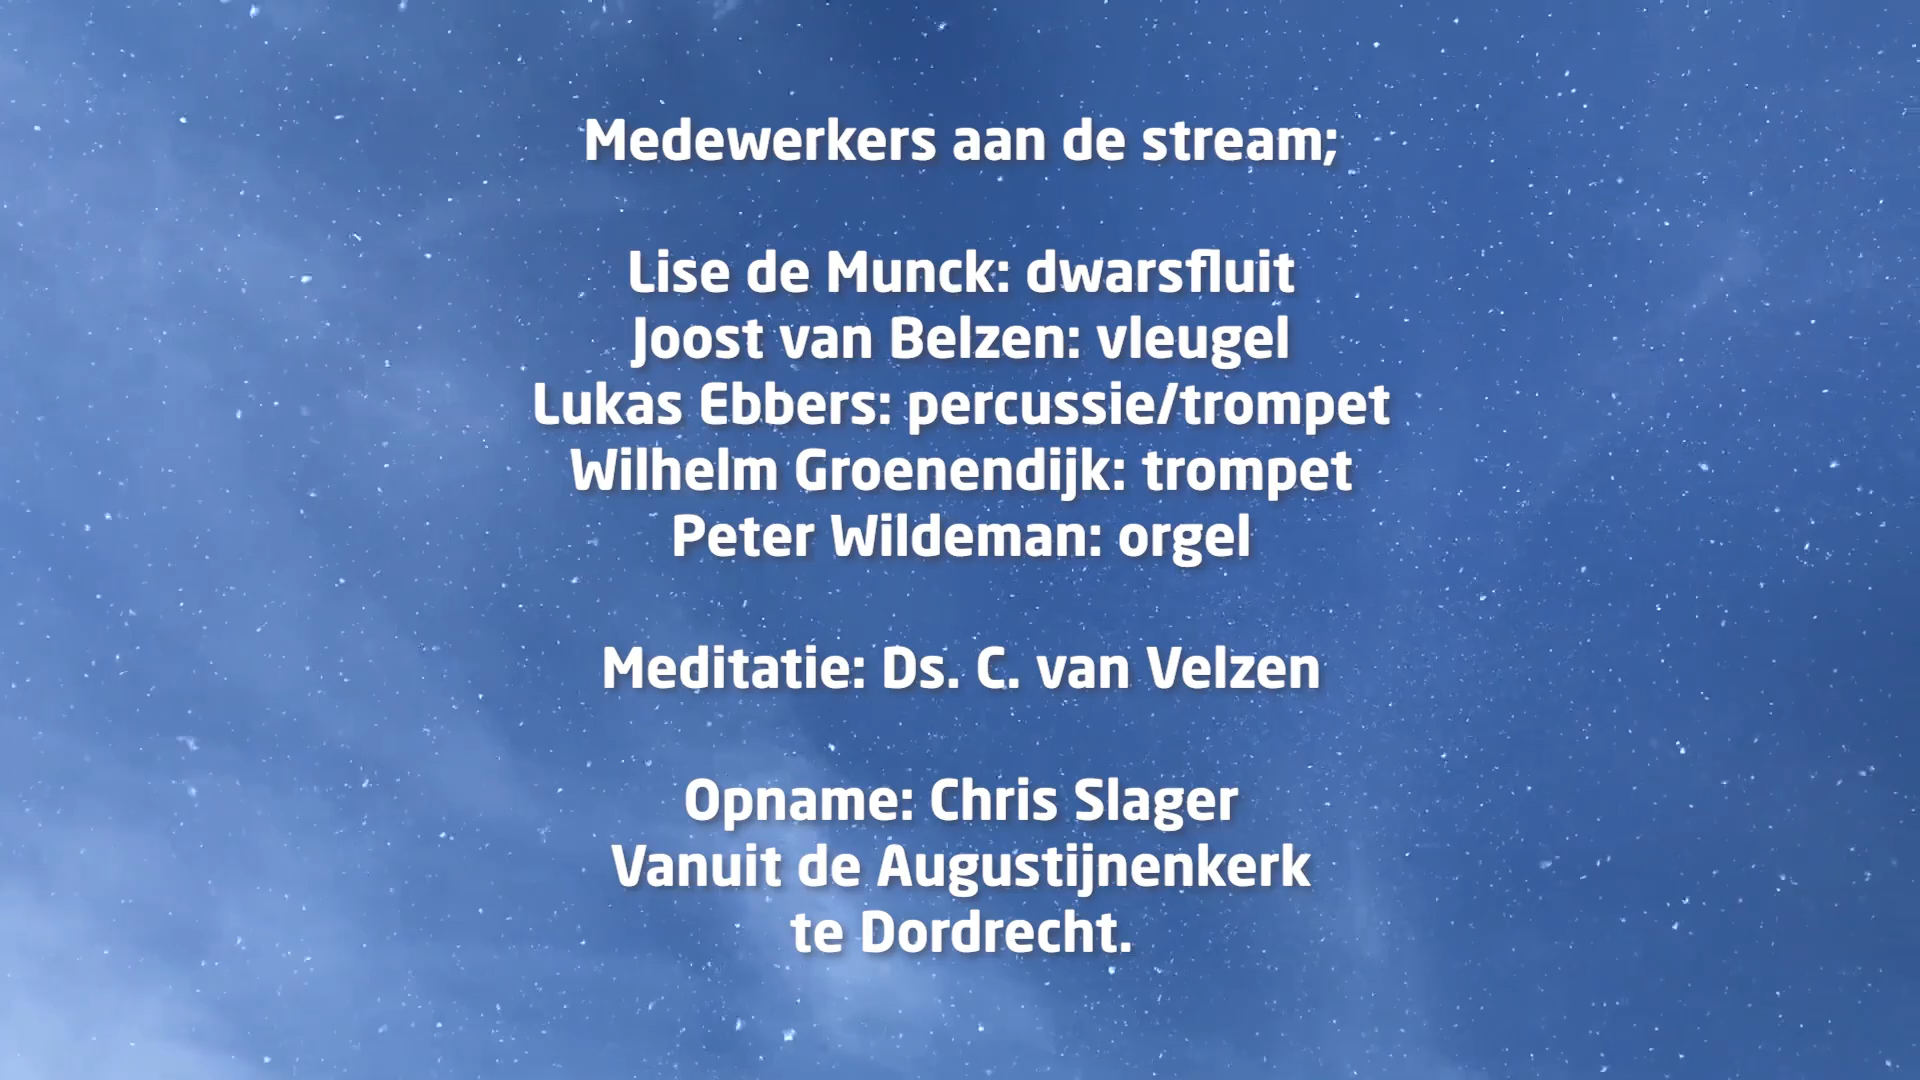 Medewerkers aan de stream;
Lise de Munck: dwarsfluit
Joost van Belzen: vleugel
Lukas Ebbers: percussie/trompet
Wilhelm Groenendijk: trompet
Peter Wildeman: orgel
Meditatie: Ds. C. van Velzen
Opname: Chris Slager
Vanuit de Augustijnenkerk
te Dordrecht.